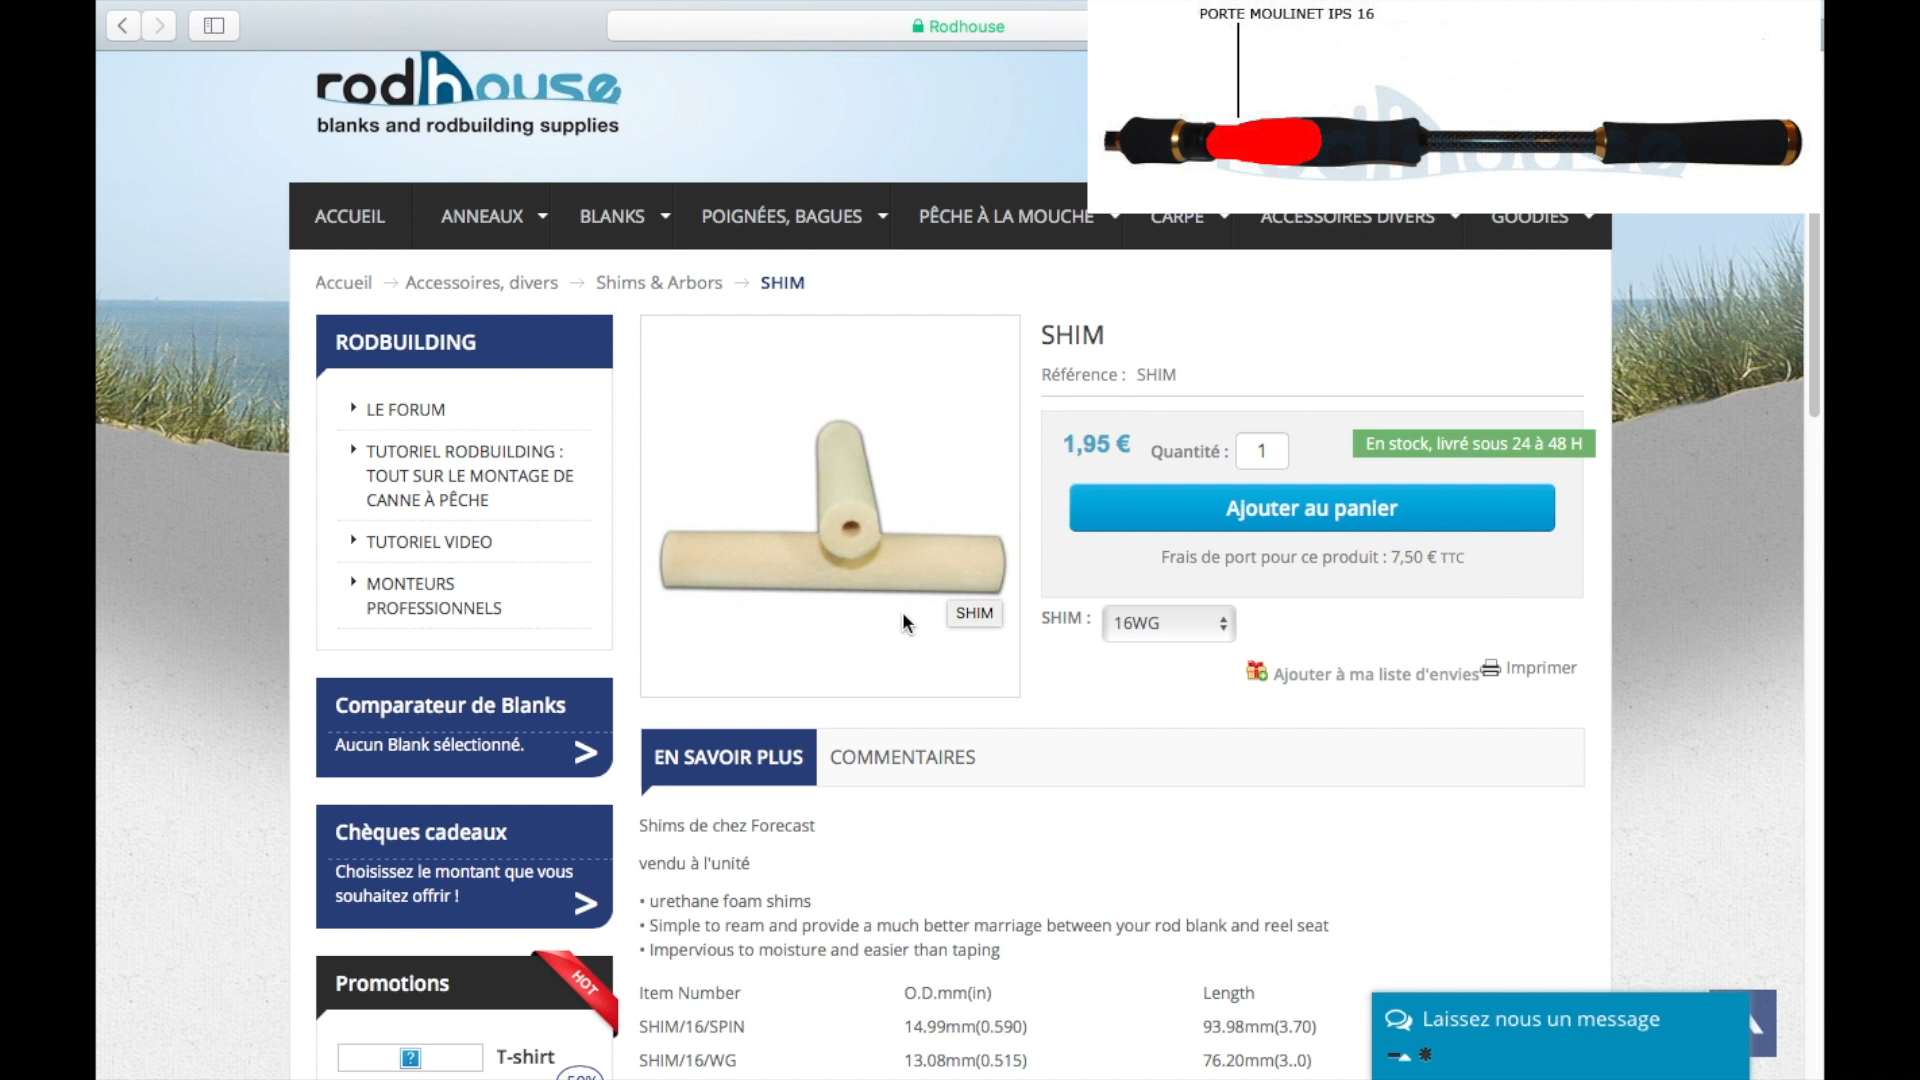 Rodhouse
PORTE MOULINET IPS 16
rodhouse
blanks and rodbuilding supplies
rodhouse
ACCUEIL
ANNEAUX
BLANKS
POIGNÉES, BAGUES
PÊCHE À LA MOUCHE
CARPE
ACCESSOIRES DIVERS
GOODIES
Accueil → Accessoires, divers → Shims & Arbors → SHIM
RODBUILDING
LE FORUM
TUTORIEL RODBUILDING :
TOUT SUR LE MONTAGE DE
CANNE À PÊCHE
TUTORIEL VIDEO
MONTEURS
PROFESSIONNELS
Comparateur de Blanks
Aucun Blank sélectionné.
>
Chèques cadeaux
Choisissez le montant que vous
souhaitez offrir !
>
Promotions
HOT
?
T-shirt
SHIM
SHIM
Référence : SHIM
1,95 €
Quantité : 1
En stock, livré sous 24 à 48 H
Ajouter au panier
Frais de port pour ce produit : 7,50 € TTC
SHIM : 16WG
Ajouter à ma liste d'envies
Imprimer
EN SAVOIR PLUS
COMMENTAIRES
Shims de chez Forecast
vendu à l'unité
• urethane foam shims
• Simple to ream and provide a much better marriage between your rod blank and reel seat
• Impervious to moisture and easier than taping
Item Number O.D.mm(in) Length
SHIM/16/SPIN 14.99mm(0.590) 93.98mm(3.70)
SHIM/16/WG 13.08mm(0.515) 76.20mm(3..0)
Laissez nous un message